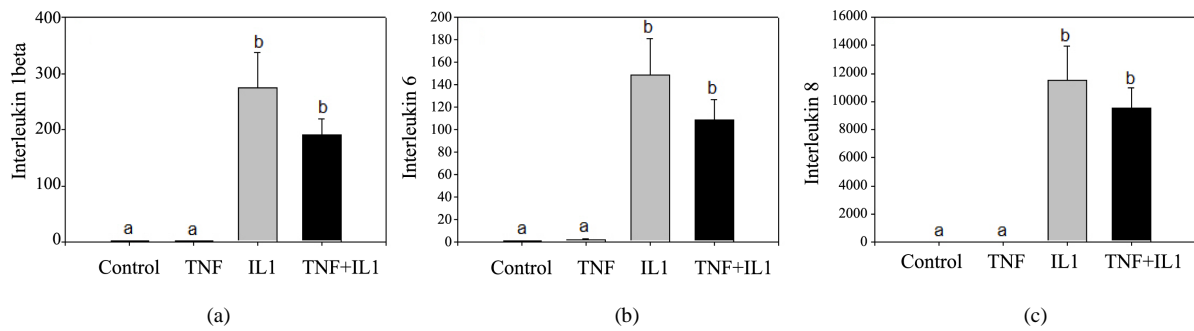 Interleukin 1beta
400
300
200
100
0
a
a
b
b
Control
TNF
IL1
TNF+IL1
(a)
Interleukin 6
200
180
160
140
120
100
80
60
40
20
0
a
a
b
b
Control
TNF
IL1
TNF+IL1
(b)
Interleukin 8
16000
14000
12000
10000
8000
6000
4000
2000
0
a
a
b
b
Control
TNF
IL1
TNF+IL1
(c)